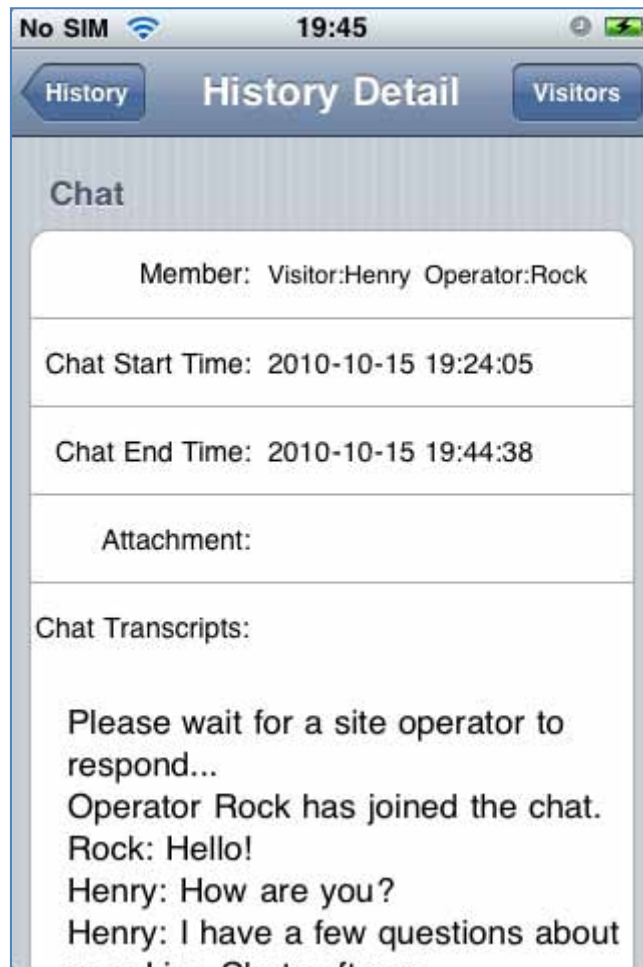 No SIM 19:45
History History Detail Visitors
Chat
Member: Visitor:Henry Operator:Rock
Chat Start Time: 2010-10-15 19:24:05
Chat End Time: 2010-10-15 19:44:38
Attachment:
Chat Transcripts:
Please wait for a site operator to
respond...
Operator Rock has joined the chat.
Rock: Hello!
Henry: How are you?
Henry: I have a few questions about